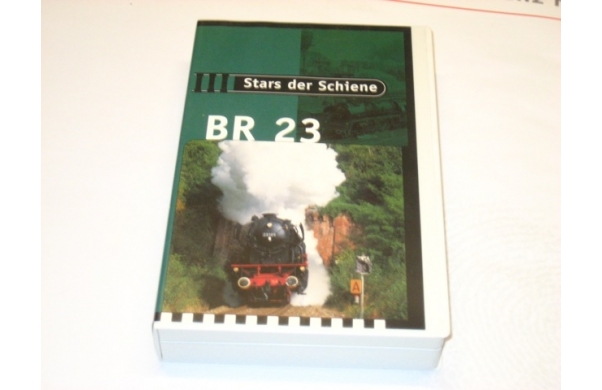 Stars der Schiene
BR 23
A